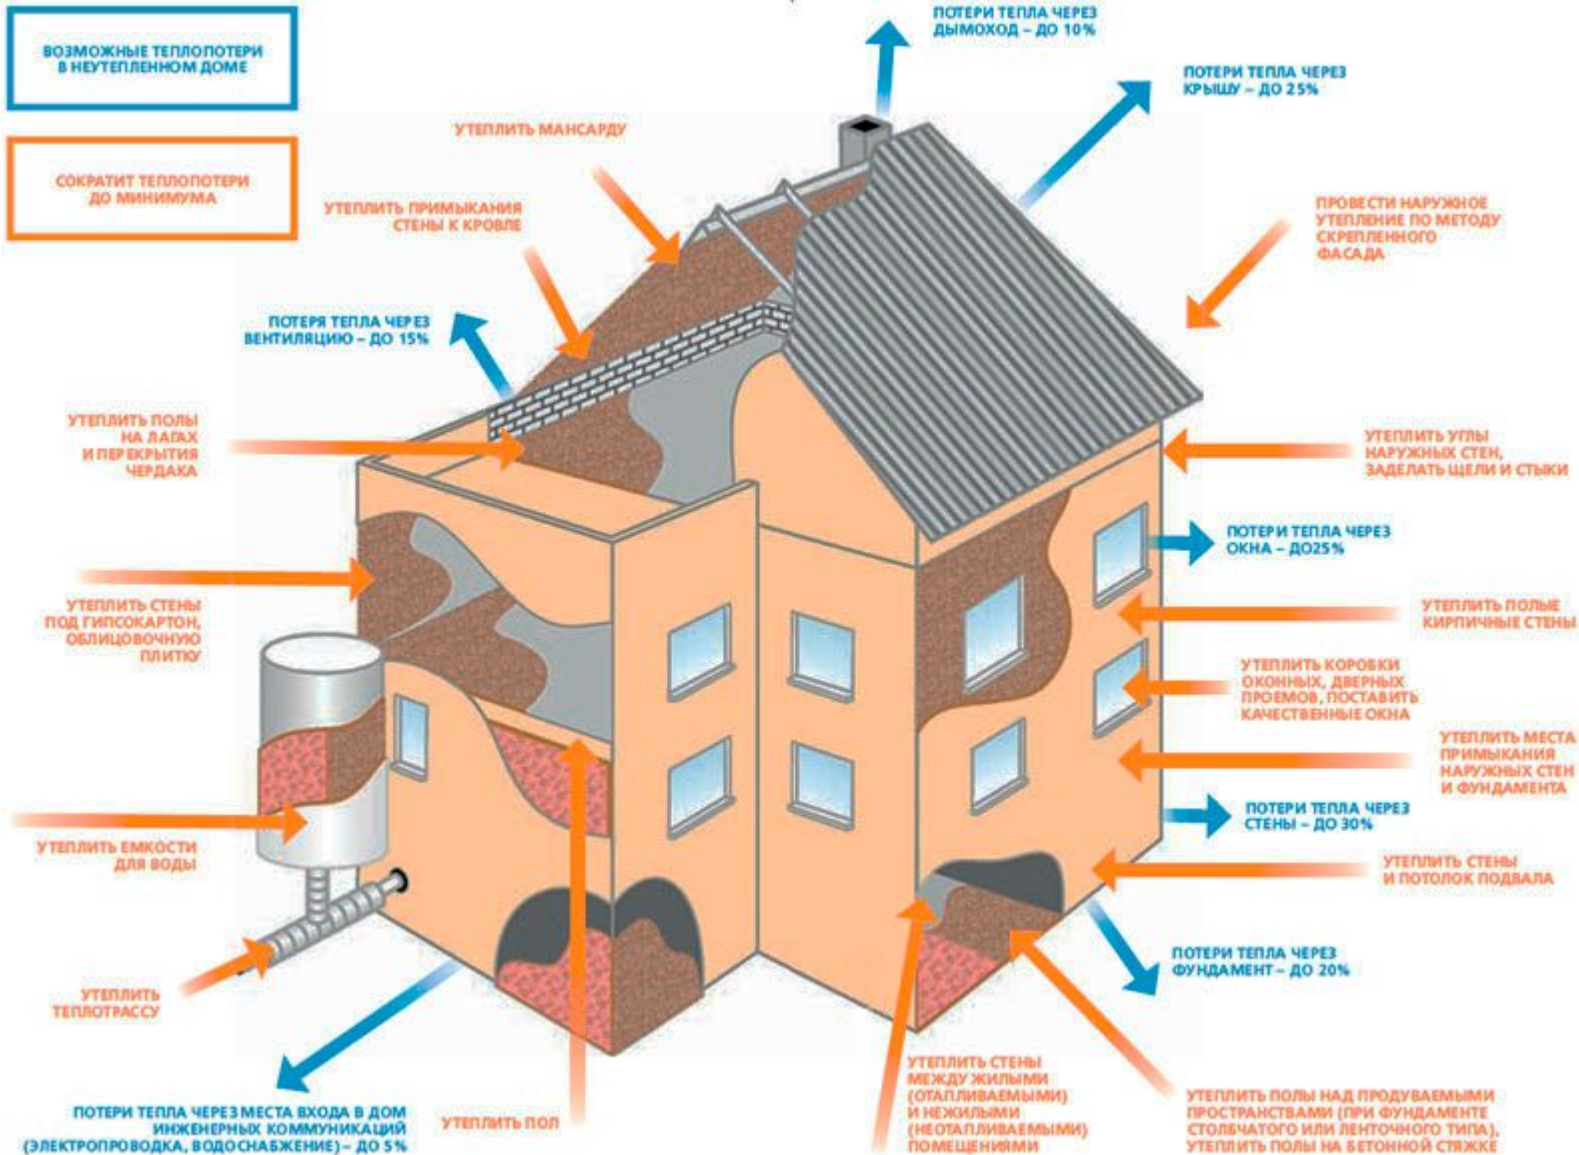 ВОЗМОЖНЫЕ ТЕПЛОПОТЕРИ
В НЕУТЕПЛЕННОМ ДОМЕ
СОКРАТИТ ТЕПЛОПОТЕРИ
ДО МИНИМУМА
ПОТЕРИ ТЕПЛА ЧЕРЕЗ
ДЫМОХОД – ДО 10%
ПОТЕРИ ТЕПЛА ЧЕРЕЗ
КРЫШУ – ДО 25%
УТЕПЛИТЬ МАНСАРДУ
УТЕПЛИТЬ ПРИМЫКАНИЯ
СТЕНЫ К КРОВЛЕ
ПРОВЕСТИ НАРУЖНОЕ
УТЕПЛЕНИЕ ПО МЕТОДУ
СКРЕПЛЕННОГО
ФАСАДА
ПОТЕРЯ ТЕПЛА ЧЕРЕЗ
ВЕНТИЛЯЦИЮ – ДО 15%
УТЕПЛИТЬ ПОЛЫ
НА ЛАГАХ
И ПЕРЕКРЫТИЯ
ЧЕРДАКА
УТЕПЛИТЬ УГЛЫ
НАРУЖНЫХ СТЕН,
ЗАДЕЛАТЬ ЩЕЛИ И СТЫКИ
ПОТЕРИ ТЕПЛА ЧЕРЕЗ
ОКНА – ДО25%
УТЕПЛИТЬ СТЕНЫ
ПОД ГИПСОКАРТОН,
ОБЛИЦОВОЧНУЮ
ПЛИТКУ
УТЕПЛИТЬ ПОЛЫЕ
КИРПИЧНЫЕ СТЕНЫ
УТЕПЛИТЬ КОРОБКИ
ОКОННЫХ, ДВЕРНЫХ
ПРОЕМОВ, ПОСТАВИТЬ
КАЧЕСТВЕННЫЕ ОКНА
УТЕПЛИТЬ МЕСТА
ПРИМЫКАНИЯ
НАРУЖНЫХ СТЕН
И ФУНДАМЕНТА
ПОТЕРИ ТЕПЛА ЧЕРЕЗ
СТЕНЫ – ДО 30%
УТЕПЛИТЬ ЕМКОСТИ
ДЛЯ ВОДЫ
УТЕПЛИТЬ СТЕНЫ
И ПОТОЛОК ПОДВАЛА
ПОТЕРИ ТЕПЛА ЧЕРЕЗ
ФУНДАМЕНТ – ДО 20%
УТЕПЛИТЬ
ТЕПЛОТРАССУ
ПОТЕРИ ТЕПЛА ЧЕРЕЗ МЕСТА ВХОДА В ДОМ
ИНЖЕНЕРНЫХ КОММУНИКАЦИЙ
(ЭЛЕКТРОПРОВОДКА, ВОДОСНАБЖЕНИЕ) – ДО 5%
УТЕПЛИТЬ ПОЛ
УТЕПЛИТЬ СТЕНЫ
МЕЖДУ ЖИЛЫМИ
(ОТАПЛИВАЕМЫМИ)
И НЕЖИЛЫМИ
(НЕОТАПЛИВАЕМЫМИ)
ПОМЕЩЕНИЯМИ
УТЕПЛИТЬ ПОЛЫ НАД ПРОДУВАЕМЫМИ
ПРОСТРАНСТВАМИ (ПРИ ФУНДАМЕНТЕ
СТОЛБЧАТОГО ИЛИ ЛЕНТОЧНОГО ТИПА),
УТЕПЛИТЬ ПОЛЫ НА БЕТОННОЙ СТЯЖКЕ